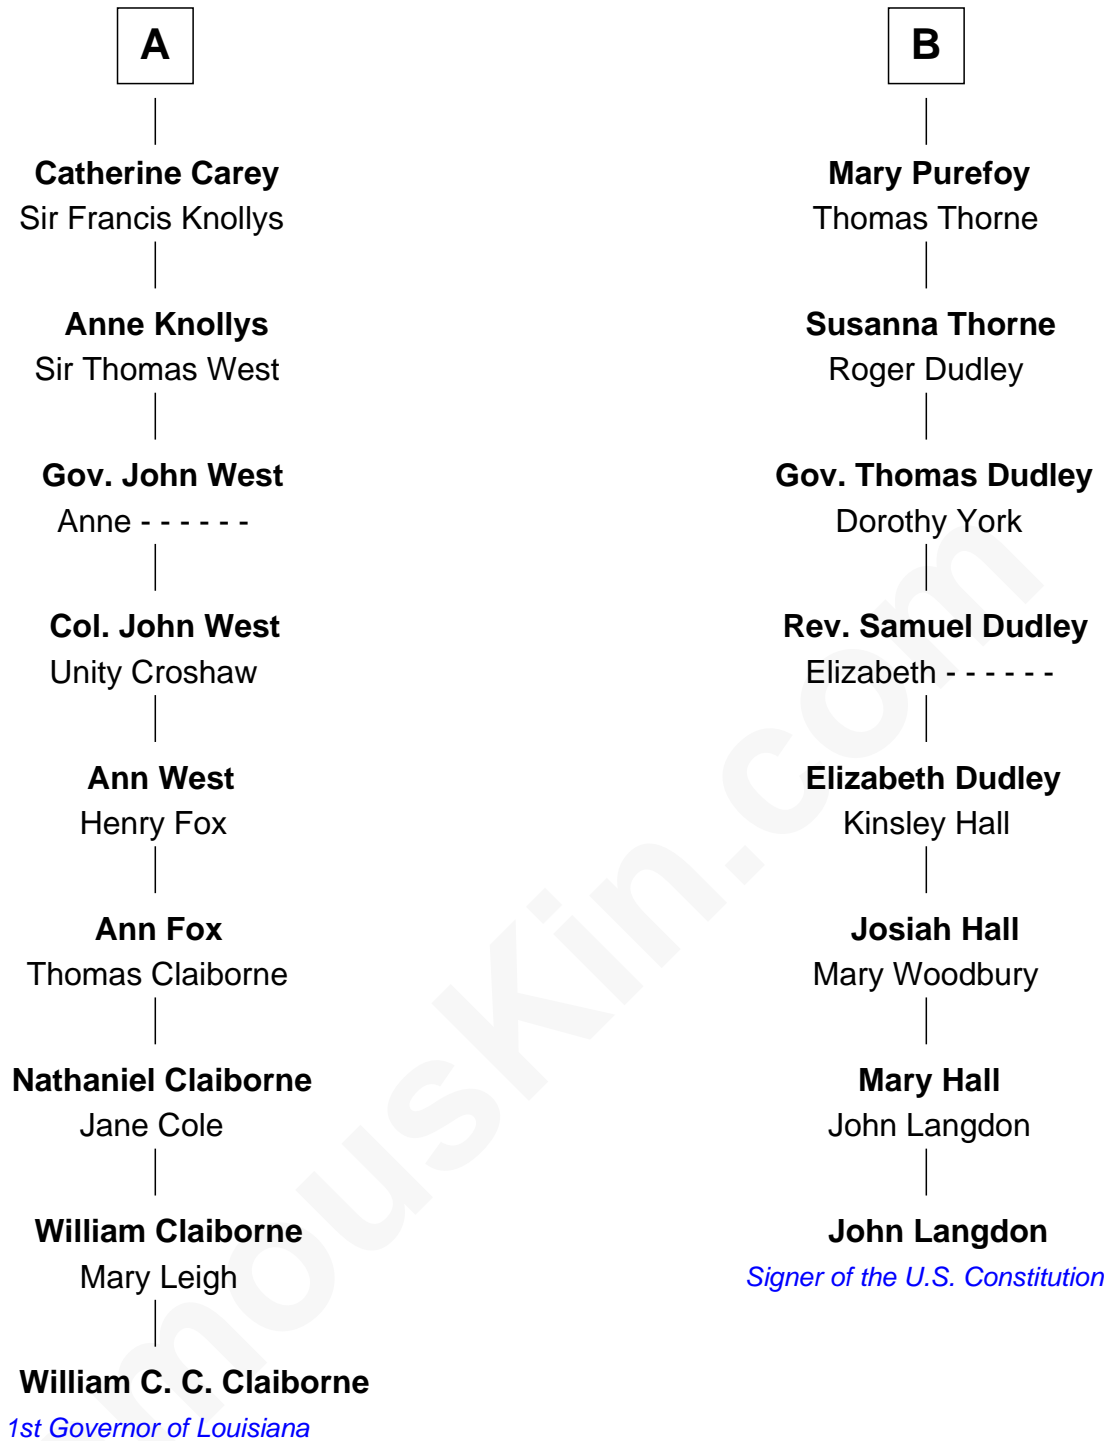 A
Catherine Carey
Sir Francis Knollys
Anne Knollys
Sir Thomas West
Gov. John West
Anne - - - - - -
Col. John West
Unity Croshaw
Ann West
Henry Fox
Ann Fox
Thomas Claiborne
Nathaniel Claiborne
Jane Cole
William Claiborne
Mary Leigh
William C. C. Claiborne
1st Governor of Louisiana
B
Mary Purefoy
Thomas Thorne
Susanna Thorne
Roger Dudley
Gov. Thomas Dudley
Dorothy York
Rev. Samuel Dudley
Elizabeth - - - - - -
Elizabeth Dudley
Kinsley Hall
Josiah Hall
Mary Woodbury
Mary Hall
John Langdon
John Langdon
Signer of the U.S. Constitution
mouskin.com